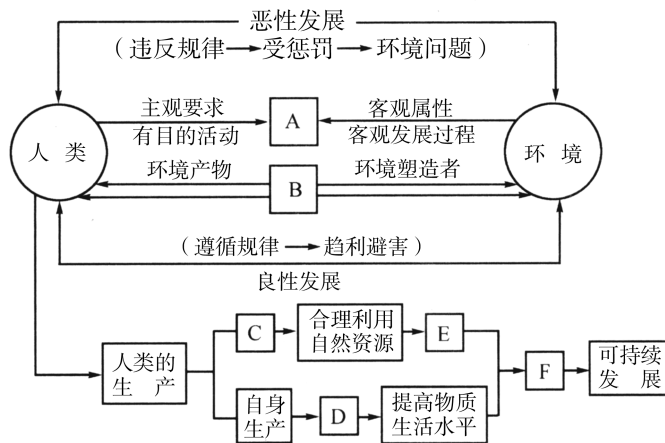 恶性发展
（违反规律→受惩罚→环境问题）
主观要求
有目的活动
A
客观属性
客观发展过程
人 类
环 境
环境产物
B
环境塑造者
（遵循规律→趋利避害）
良性发展
人类的
生 产
C
合理利用
自然资源
E
自身
生产
D
提高物质
生活水平
F
可持续
发 展